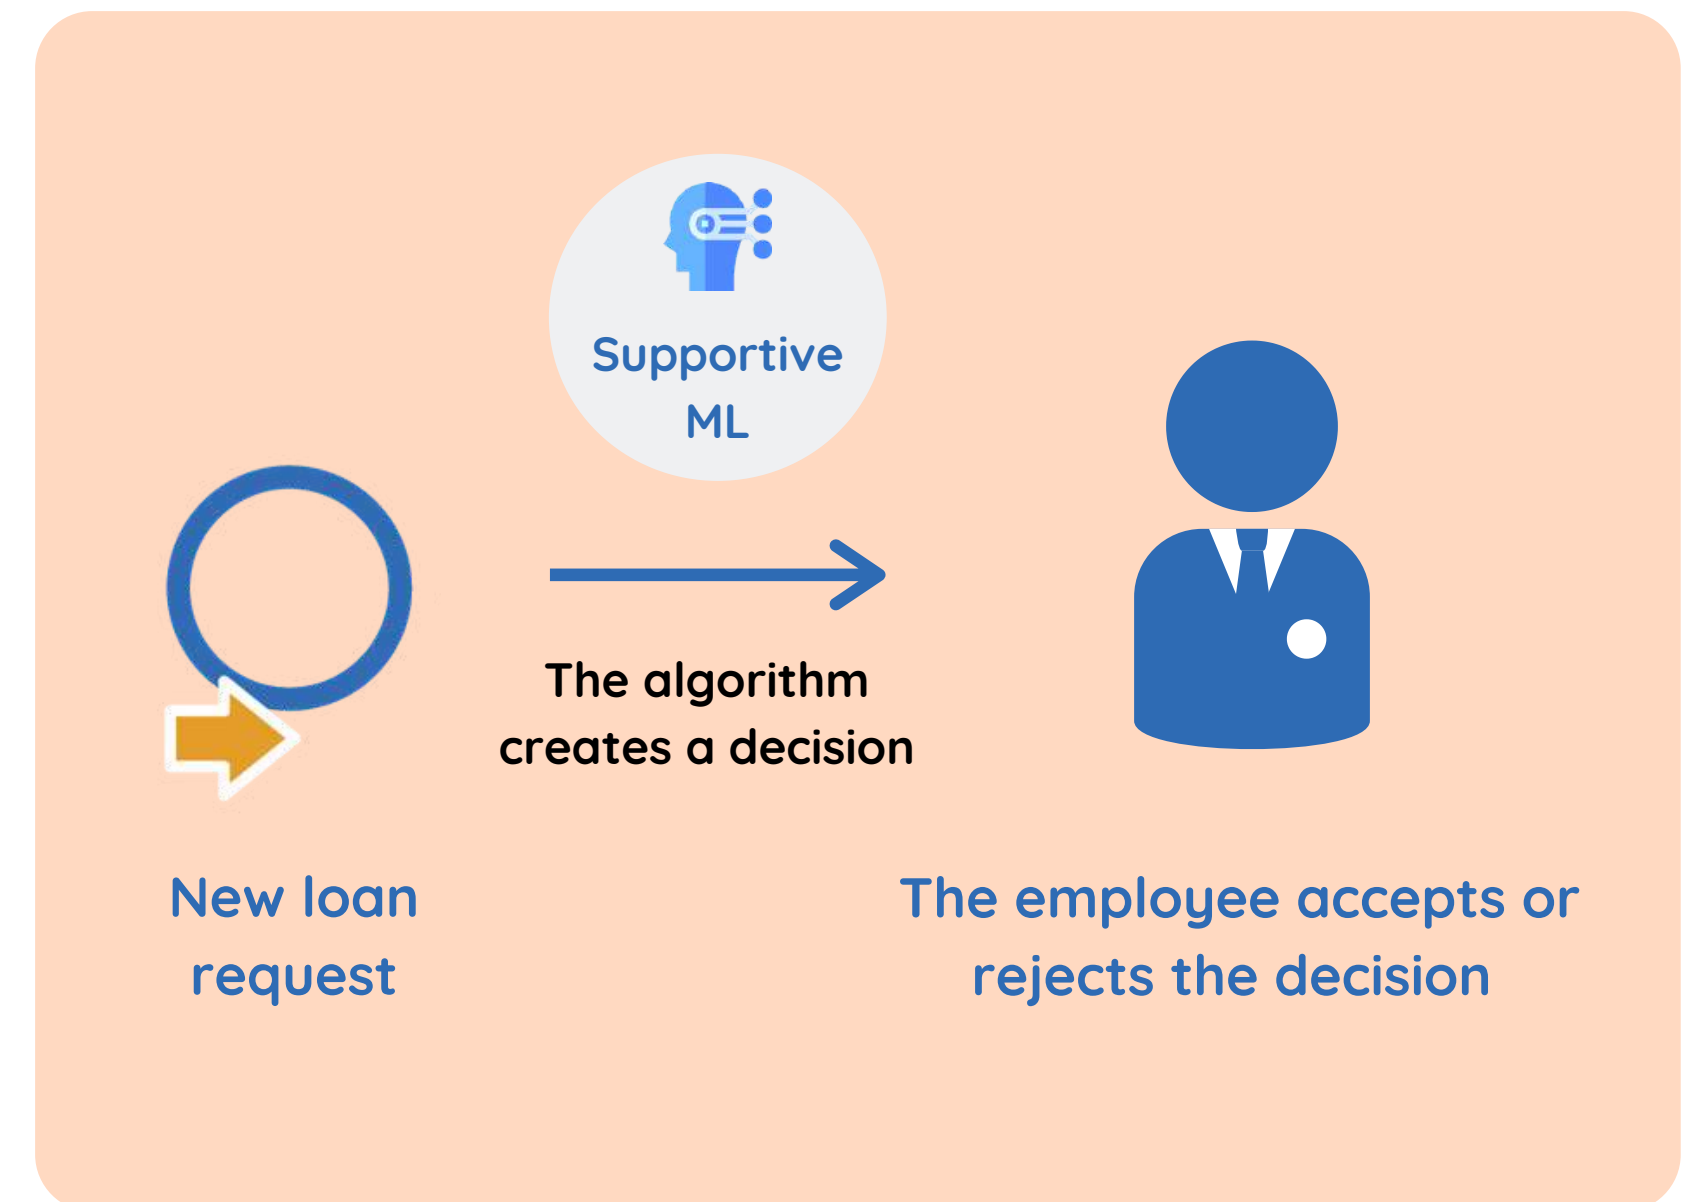 Supportive
ML
The algorithm
creates a decision
New loan
request
The employee accepts or
rejects the decision